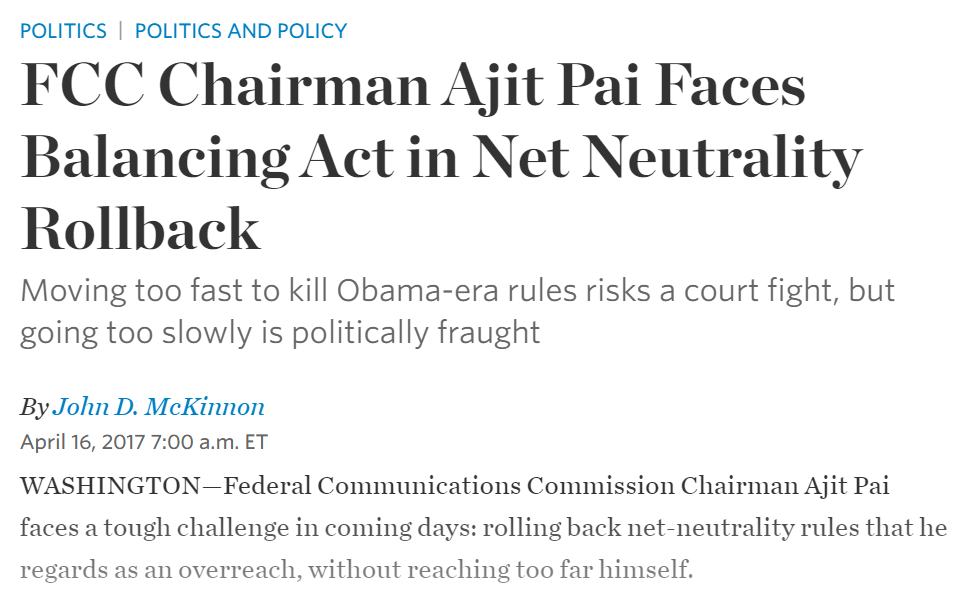 POLITICS | POLITICS AND POLICY
FCC Chairman Ajit Pai Faces
Balancing Act in Net Neutrality
Rollback
Moving too fast to kill Obama-era rules risks a court fight, but
going too slowly is politically fraught
By John D. McKinnon
April 16, 2017 7:00 a.m. ET
WASHINGTON—Federal Communications Commission Chairman Ajit Pai
faces a tough challenge in coming days: rolling back net-neutrality rules that he
regards as an overreach, without reaching too far himself.